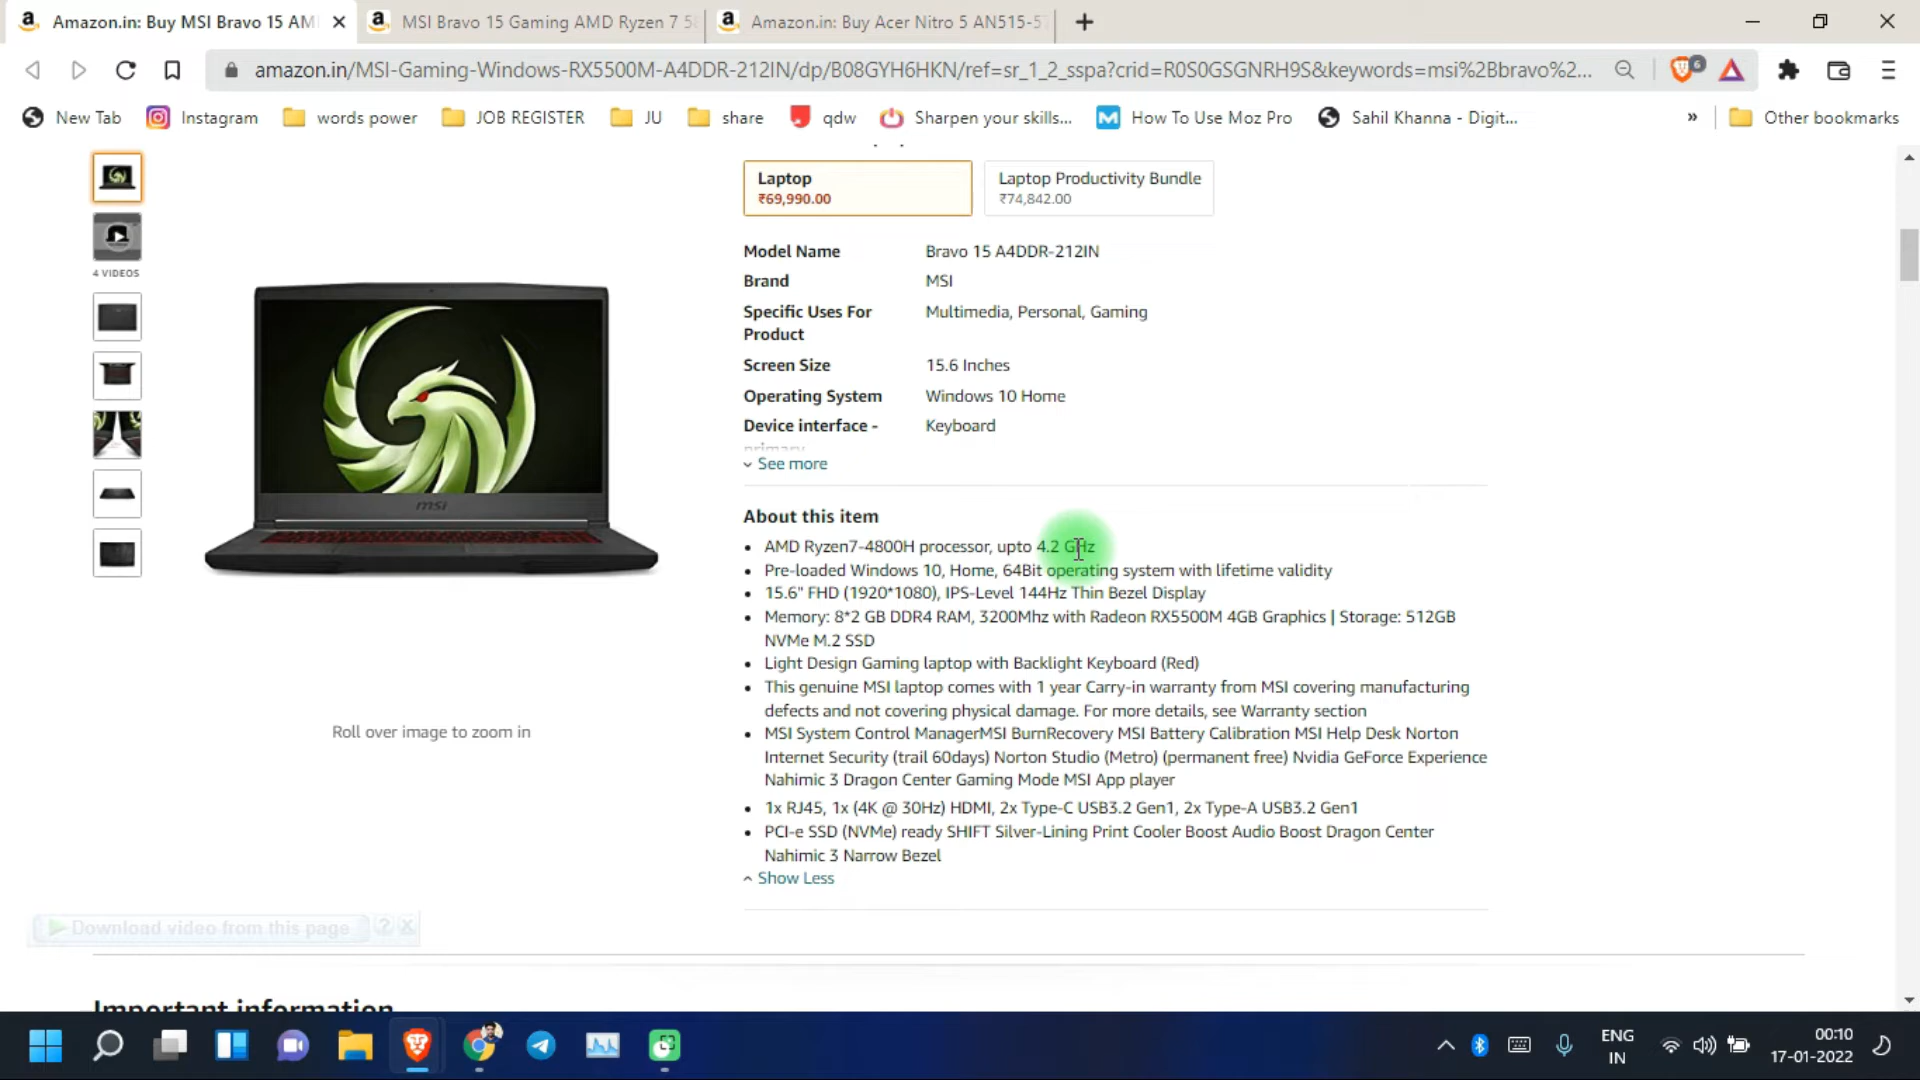 Amazon.in: Buy MSI Bravo 15 AMI
MSI Bravo 15 Gaming AMD Ryzen 7 5
Amazon.in: Buy Acer Nitro 5 AN515-5
amazon.in/MSI-Gaming-Windows-RX5500M-A4DDR-212IN/dp/B08GYH6HKN/ref=sr_1_2_sspa?crid=R0S0GSGNRH9S&keywords=msi%2Bbravo%2...
6
New Tab
Instagram
words power
JOB REGISTER
JU
share
qdw
Sharpen your skills...
How To Use Moz Pro
Sahil Khanna - Digit...
»
Other bookmarks
Laptop
₹69,990.00
Laptop Productivity Bundle
₹74,842.00
4 VIDEOS
Model Name Bravo 15 A4DDR-212IN
Brand MSI
Specific Uses For Product Multimedia, Personal, Gaming
Screen Size 15.6 Inches
Operating System Windows 10 Home
Device interface - primary Keyboard
See more
msi
Roll over image to zoom in
About this item
• AMD Ryzen7-4800H processor, upto 4.2 GHz
• Pre-loaded Windows 10, Home, 64Bit operating system with lifetime validity
• 15.6" FHD (1920*1080), IPS-Level 144Hz Thin Bezel Display
• Memory: 8*2 GB DDR4 RAM, 3200Mhz with Radeon RX5500M 4GB Graphics | Storage: 512GB
NVMe M.2 SSD
• Light Design Gaming laptop with Backlight Keyboard (Red)
• This genuine MSI laptop comes with 1 year Carry-in warranty from MSI covering manufacturing
defects and not covering physical damage. For more details, see Warranty section
• MSI System Control ManagerMSI BurnRecovery MSI Battery Calibration MSI Help Desk Norton
Internet Security (trail 60days) Norton Studio (Metro) (permanent free) Nvidia GeForce Experience
Nahimic 3 Dragon Center Gaming Mode MSI App player
• 1x RJ45, 1x (4K @ 30Hz) HDMI, 2x Type-C USB3.2 Gen1, 2x Type-A USB3.2 Gen1
• PCI-e SSD (NVMe) ready SHIFT Silver-Lining Print Cooler Boost Audio Boost Dragon Center
Nahimic 3 Narrow Bezel
Show Less
Download video from this page
Important information
ENG
IN
00:10
17-01-2022